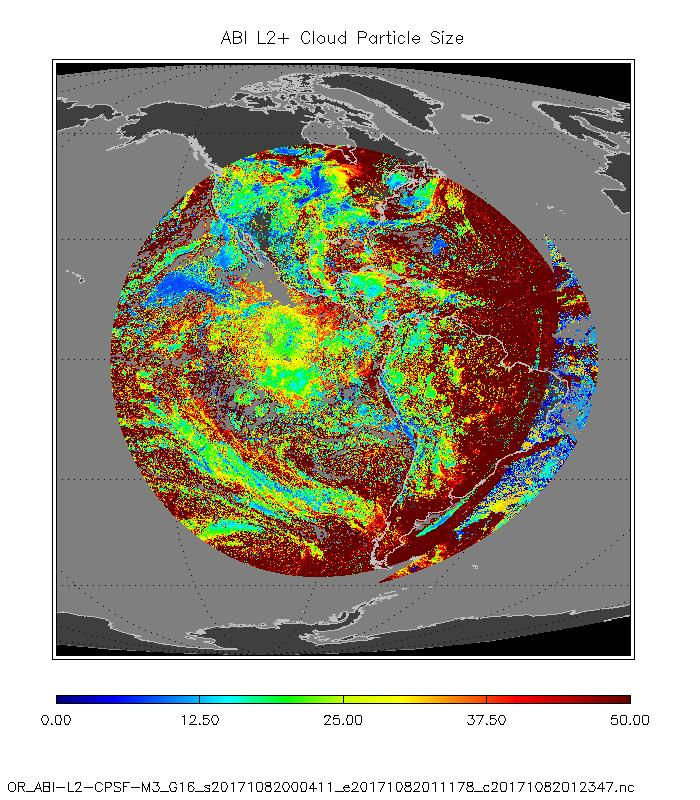 ABI L2+ Cloud Particle Size
0.00 12.50 25.00 37.50 50.00
OR_ABI-L2-CPSF-M3_G16_s20171082000411_e20171082011178_c20171082012347.nc